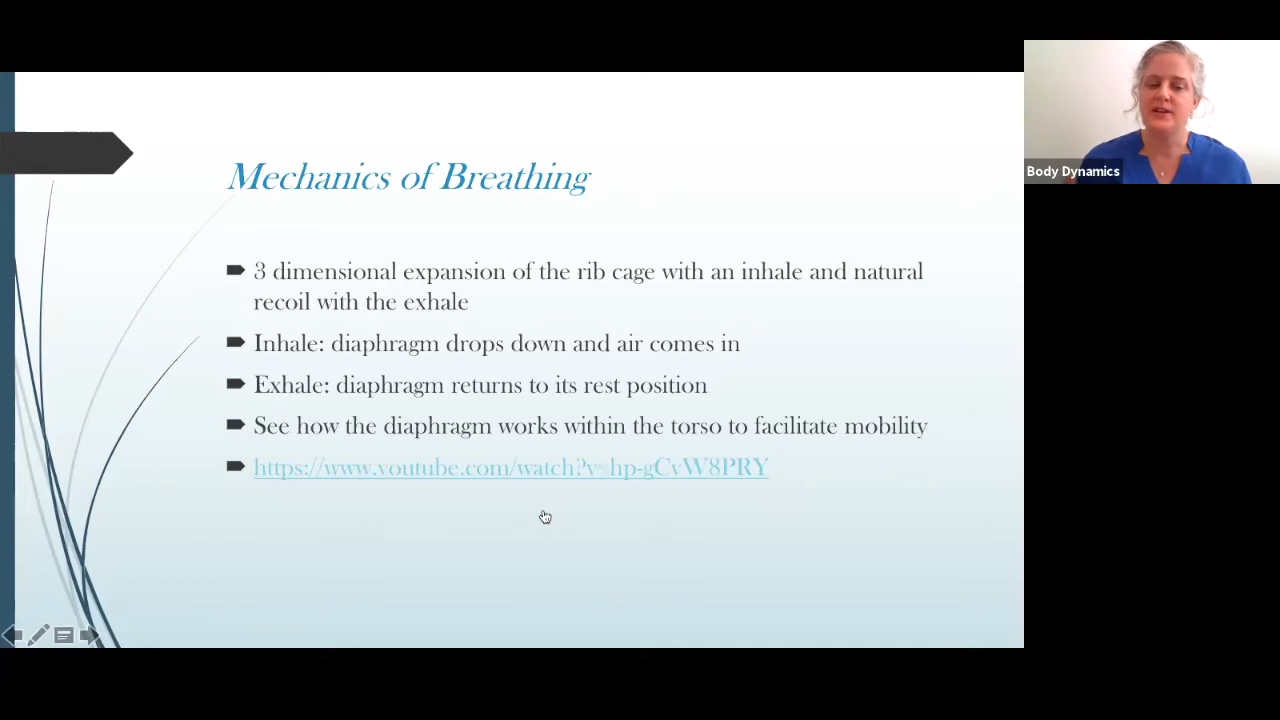 Mechanics of Breathing
3 dimensional expansion of the rib cage with an inhale and natural
recoil with the exhale
Inhale: diaphragm drops down and air comes in
Exhale: diaphragm returns to its rest position
See how the diaphragm works within the torso to facilitate mobility
https://www.youtube.com/watch?v=hp-gCvW8PRY
Body Dynamics